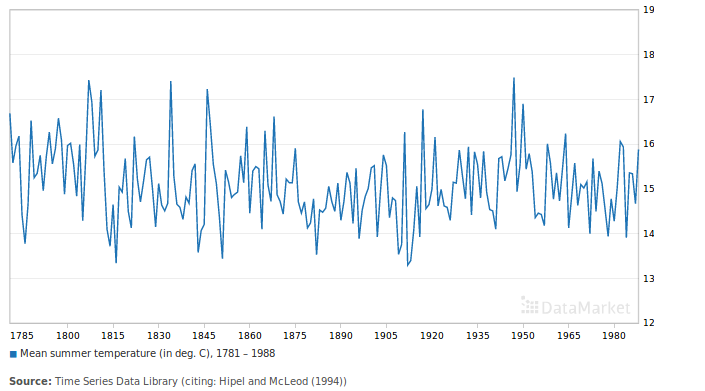 19
18
17
16
15
14
13
12
DataMarket
1785 1800 1815 1830 1845 1860 1875 1890 1905 1920 1935 1950 1965 1980
Mean summer temperature (in deg. C), 1781 – 1988
Source: Time Series Data Library (citing: Hipel and McLeod (1994))